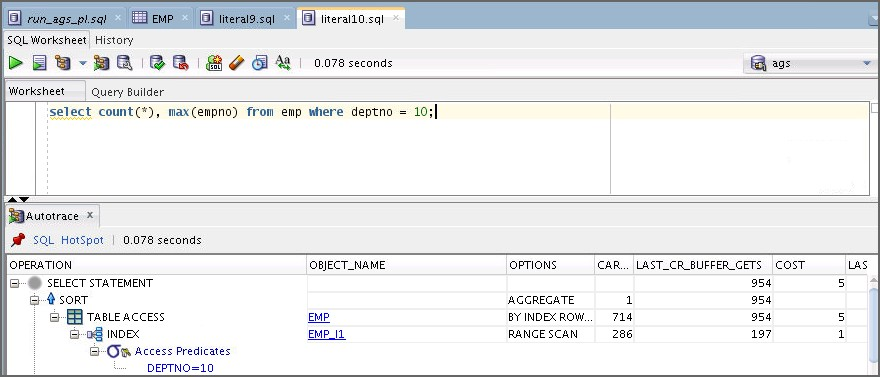 run_ags_pl.sql EMP literal9.sql literal10.sql
SQL Worksheet History
0.078 seconds ags
Worksheet Query Builder
select count(*), max(empno) from emp where deptno = 10;
Autotrace
SQL HotSpot 0.078 seconds
OPERATION OBJECT_NAME OPTIONS CAR... LAST_CR_BUFFER_GETS COST LAS
SELECT STATEMENT 954 5
SORT AGGREGATE 1 954
TABLE ACCESS EMP BY INDEX ROW... 714 954 5
INDEX EMP_I1 RANGE SCAN 286 197 1
Access Predicates
DEPTNO=10